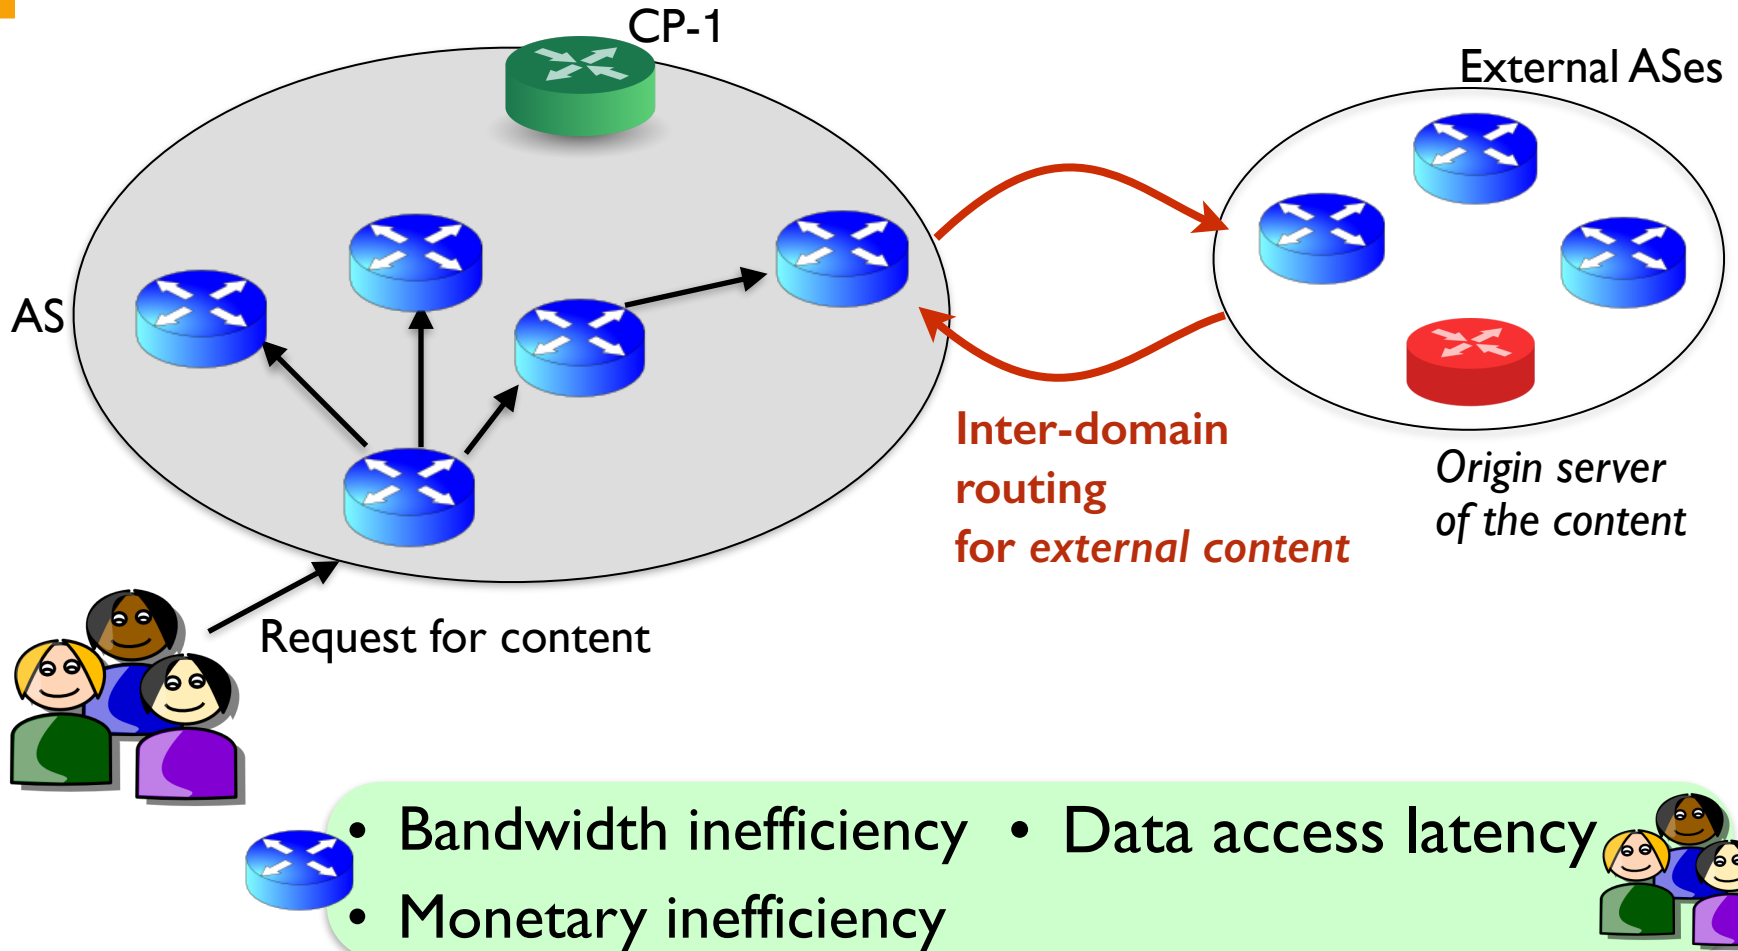 CP-1
External ASes
AS
Inter-domain
routing
for external content
Origin server
of the content
Request for content
• Bandwidth inefficiency • Data access latency
• Monetary inefficiency